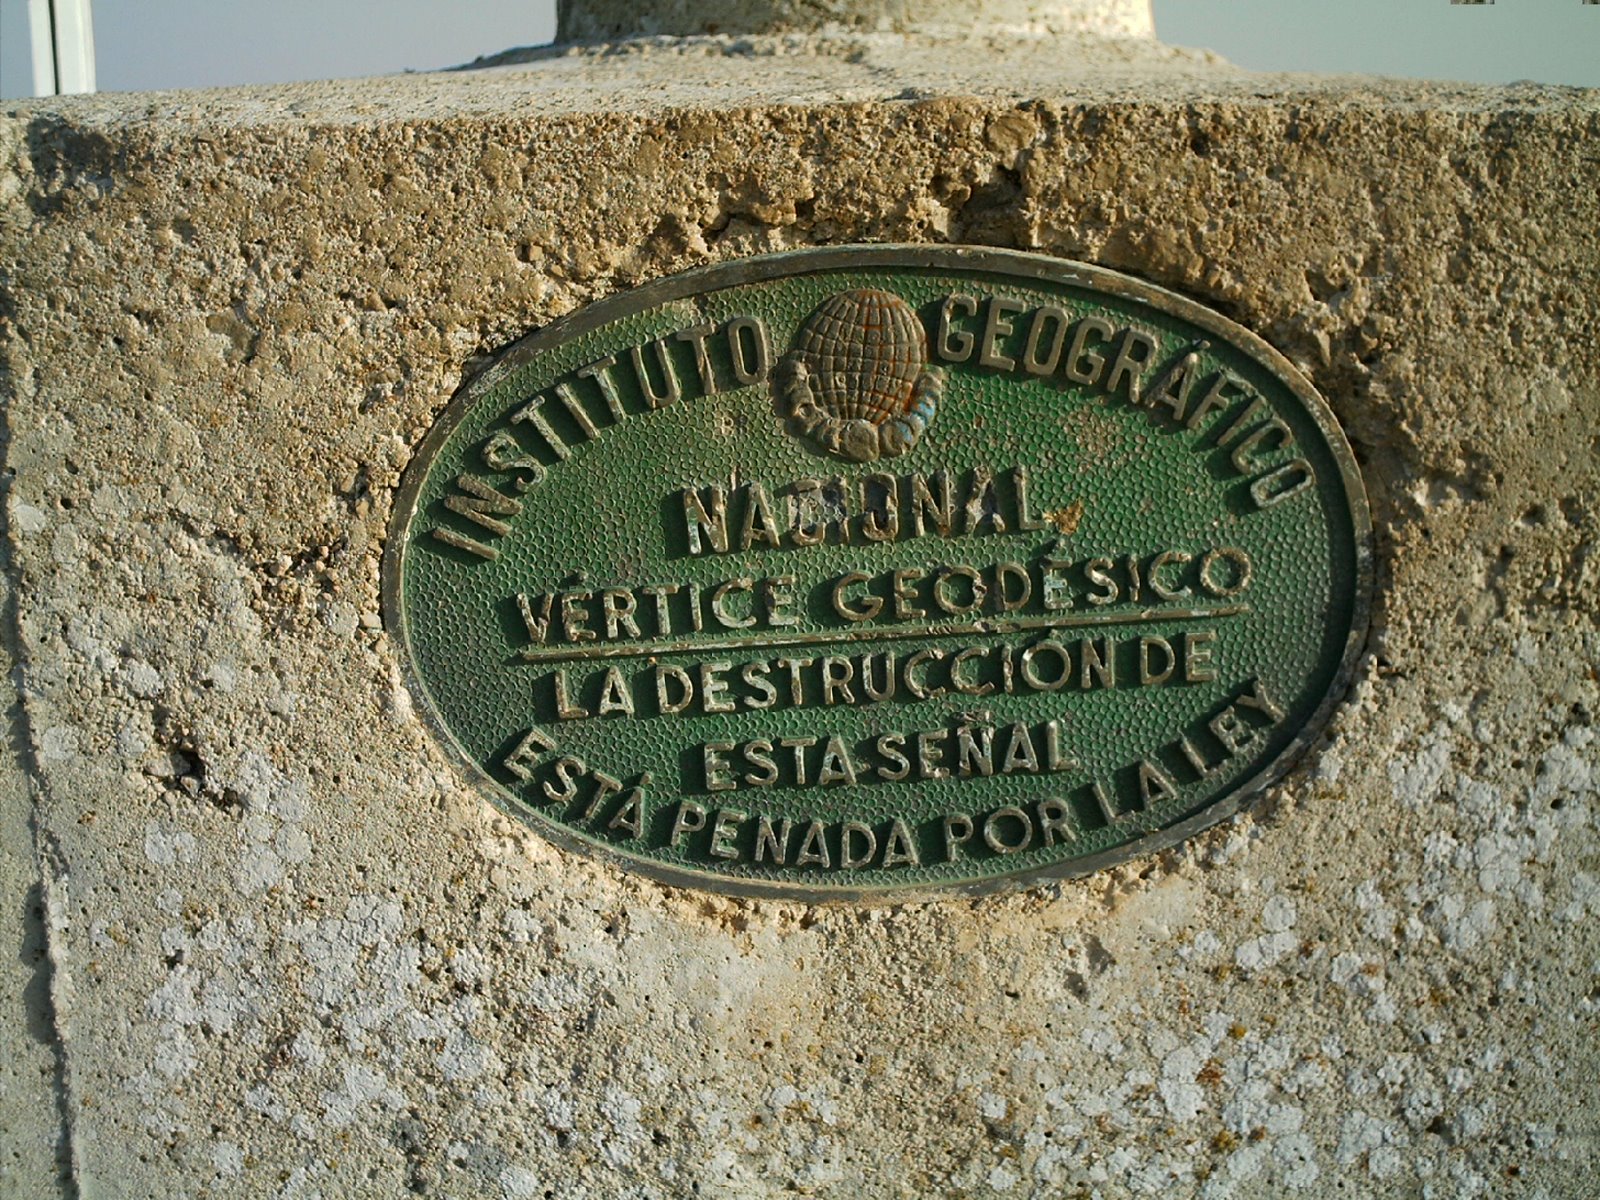 INSTITUTO GEOGRÁFICO
NACIONAL
VÉRTICE GEODÉSICO
LA DESTRUCCIÓN DE
ESTA SEÑAL
ESTÁ PENADA POR LA LEY